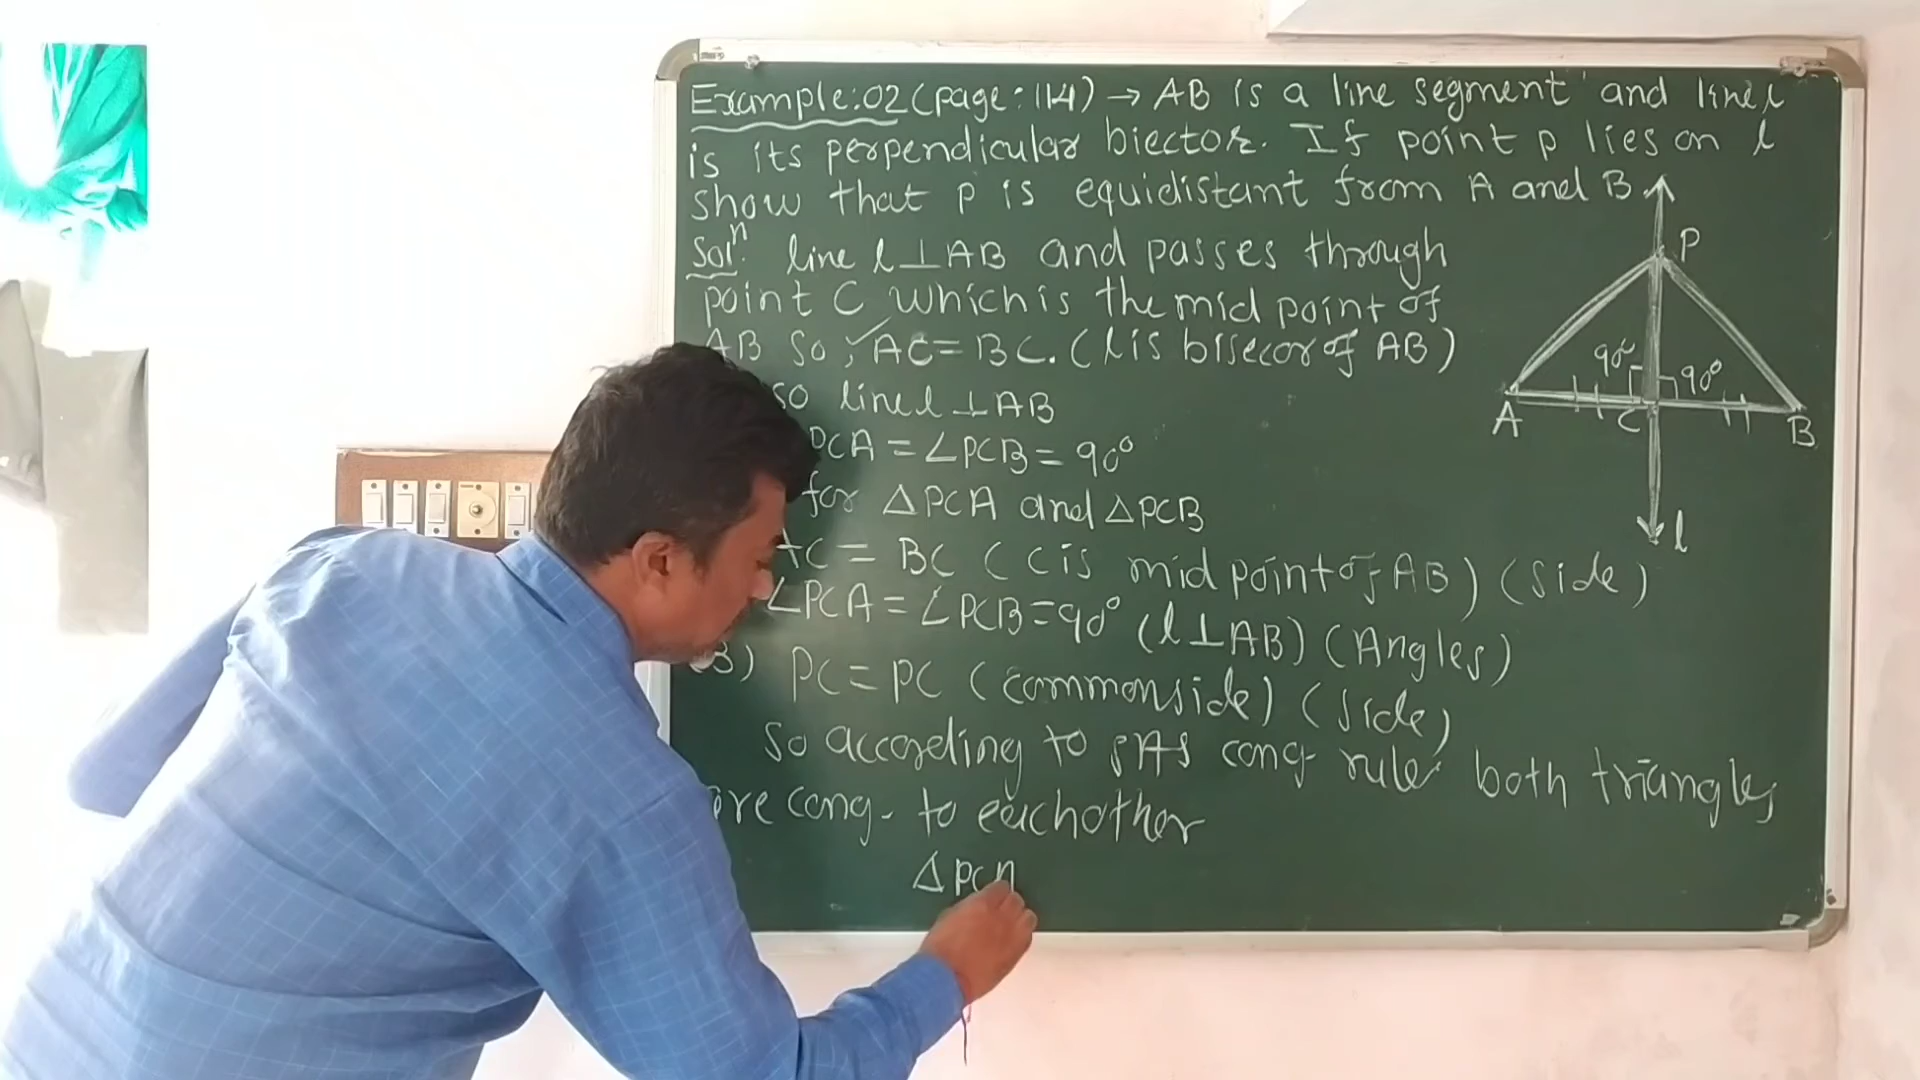 Example:02 (page:114) → AB is a line segment and line l
is its perpendicular biector. If point p lies on l
show that P is equidistant from A and B.
Solⁿ. line l⊥AB and passes through
point C which is the mid point of
AB so, AC=BC. (l is bisecor of AB)
so line l⊥AB
PCA = ∠PCB = 90°
for △PCA and △PCB
AC = BC (C is mid point of AB) (side)
∠PCA = ∠PCB = 90° (l⊥AB) (Angles)
3) PC = PC (common side) (side)
So according to SAS cong rule both triangles
are cong. to each other
△PCA
P
90° 90°
A C B
l